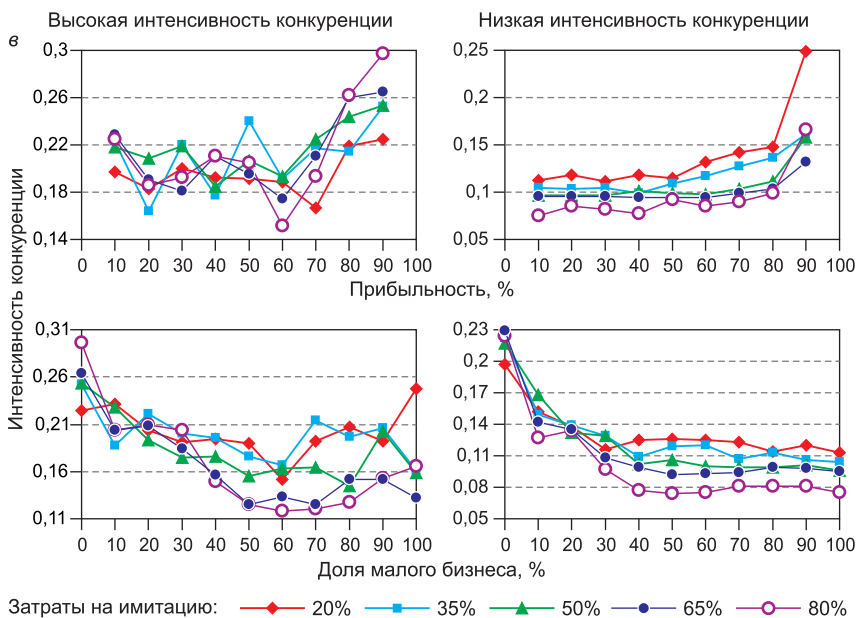 Высокая интенсивность конкуренции
Низкая интенсивность конкуренции
в
Интенсивность конкуренции
0,3
0,26
0,22
0,18
0,14
0 10 20 30 40 50 60 70 80 90 100
0,25
0,2
0,15
0,1
0,05
0 10 20 30 40 50 60 70 80 90 100
Прибыльность, %
0,31
0,26
0,21
0,16
0,11
0 10 20 30 40 50 60 70 80 90 100
0,23
0,2
0,17
0,14
0,11
0,08
0,05
0 10 20 30 40 50 60 70 80 90 100
Доля малого бизнеса, %
Затраты на имитацию: 20% 35% 50% 65% 80%